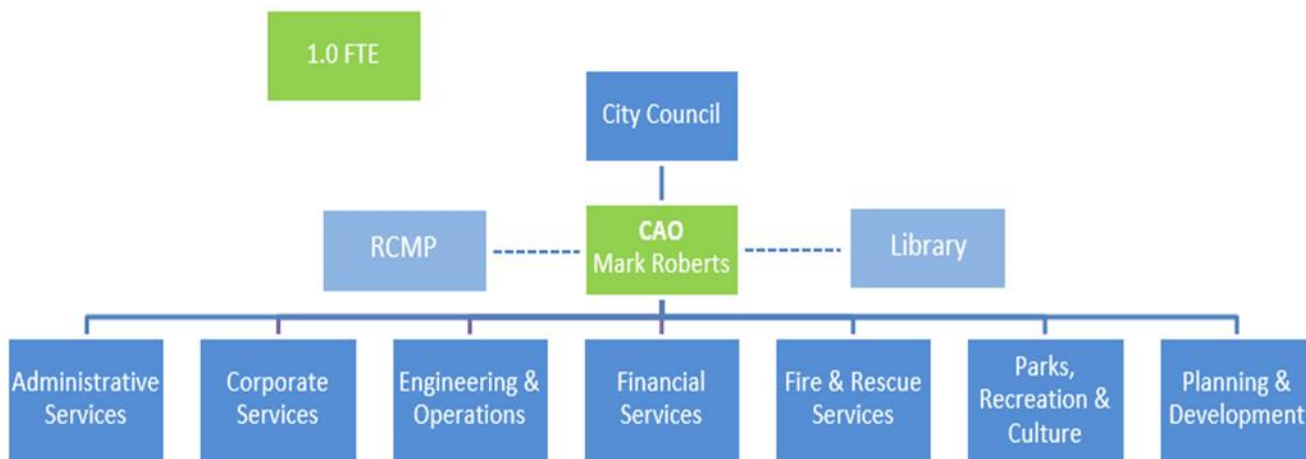 1.0 FTE
City Council
RCMP
CAO
Mark Roberts
Library
Administrative
Services
Corporate
Services
Engineering &
Operations
Financial
Services
Fire & Rescue
Services
Parks,
Recreation &
Culture
Planning &
Development